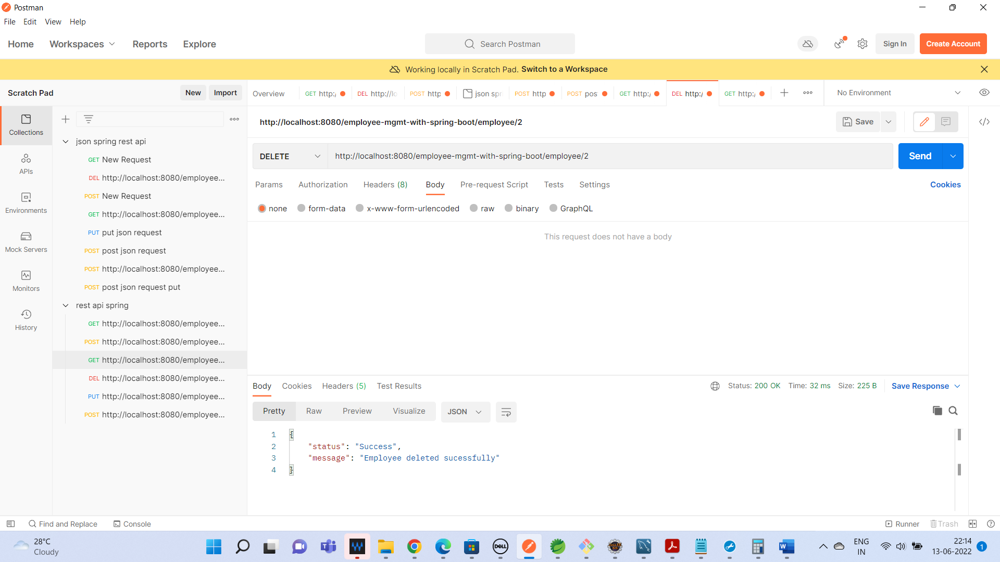 Postman
File Edit View Help
Home Workspaces Reports Explore Search Postman Sign In Create Account
Working locally in Scratch Pad. Switch to a Workspace
Scratch Pad New Import Overview GET http:/ DEL http://lo POST http json spr POST http POST pos GET http:/ DEL http:/ GET http:/ No Environment
Collections
APIs
Environments
Mock Servers
Monitors
History
json spring rest api
GET New Request
DEL http://localhost:8080/employee...
POST New Request
GET http://localhost:8080/employee...
PUT put json request
POST post json request
POST http://localhost:8080/employee...
POST post json request put
rest api spring
GET http://localhost:8080/employee...
POST http://localhost:8080/employee...
GET http://localhost:8080/employee...
DEL http://localhost:8080/employee...
PUT http://localhost:8080/employee...
POST http://localhost:8080/employee...
http://localhost:8080/employee-mgmt-with-spring-boot/employee/2 Save
DELETE http://localhost:8080/employee-mgmt-with-spring-boot/employee/2 Send
Params Authorization Headers (8) Body Pre-request Script Tests Settings Cookies
none form-data x-www-form-urlencoded raw binary GraphQL
This request does not have a body
Body Cookies Headers (5) Test Results Status: 200 OK Time: 32 ms Size: 225 B Save Response
Pretty Raw Preview Visualize JSON
1 {
2 "status": "Success",
3 "message": "Employee deleted sucessfully"
4 }
Find and Replace Console Runner Trash
28°C
Cloudy
DELL
ENG
IN
22:14
13-06-2022
1